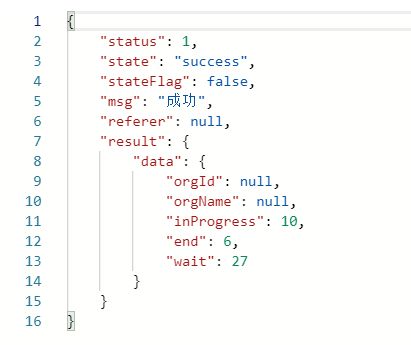 1 {
2     "status": 1,
3     "state": "success",
4     "stateFlag": false,
5     "msg": "成功",
6     "referer": null,
7     "result": {
8         "data": {
9             "orgId": null,
10             "orgName": null,
11             "inProgress": 10,
12             "end": 6,
13             "wait": 27
14         }
15     }
16 }